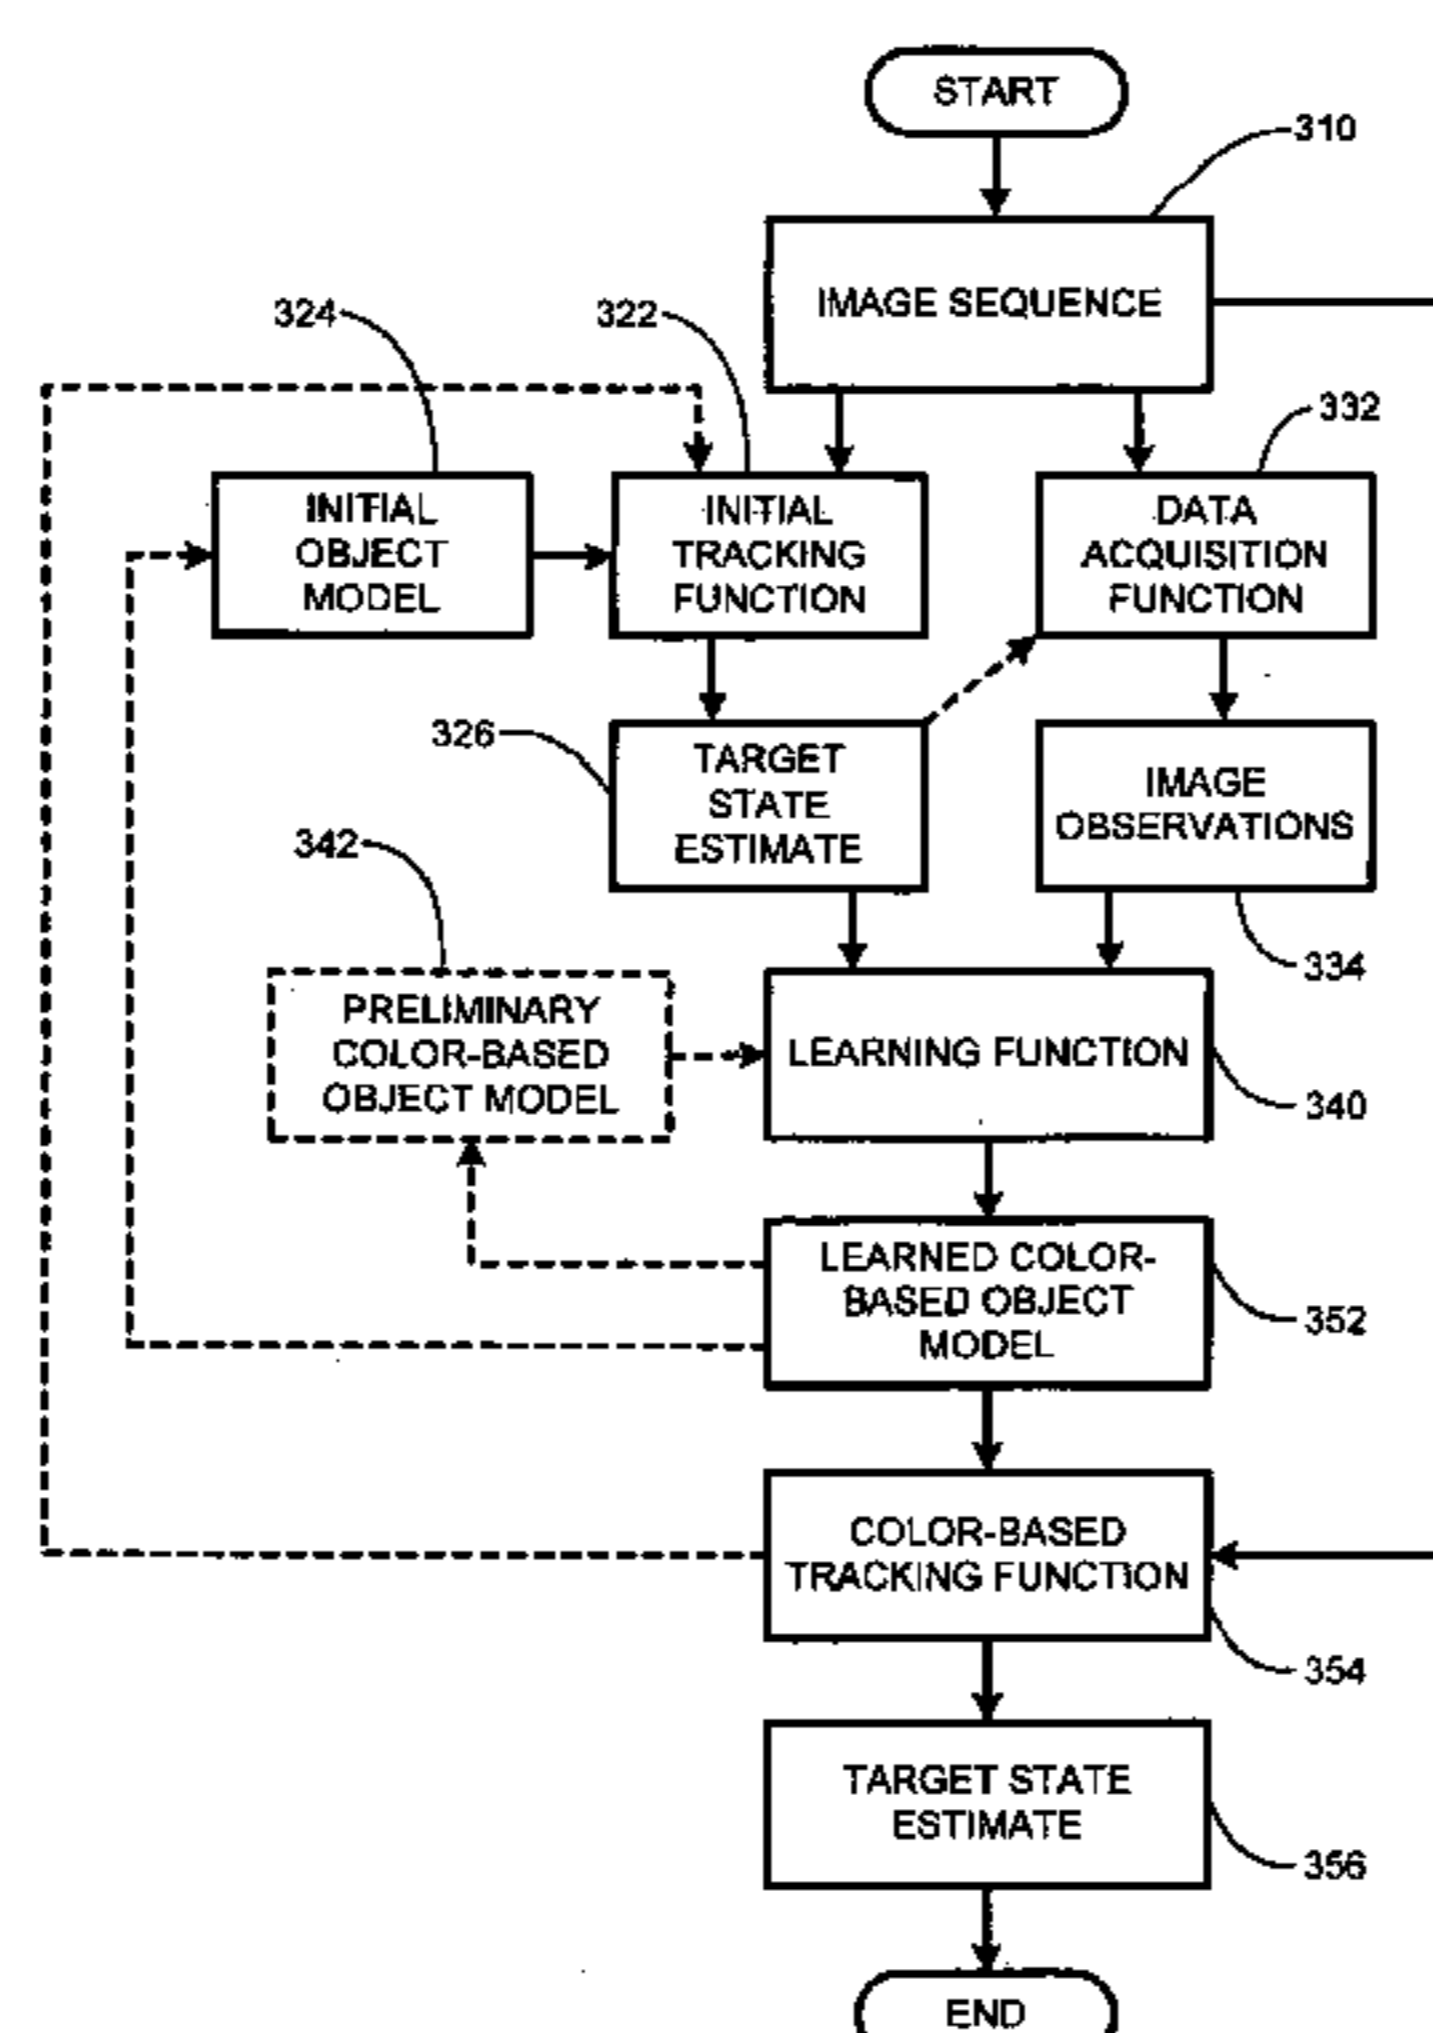 START
310
IMAGE SEQUENCE
324
322
332
INITIAL
OBJECT
MODEL
INITIAL
TRACKING
FUNCTION
DATA
ACQUISITION
FUNCTION
326
TARGET
STATE
ESTIMATE
IMAGE
OBSERVATIONS
342
334
PRELIMINARY
COLOR-BASED
OBJECT MODEL
LEARNING FUNCTION
340
LEARNED COLOR-
BASED OBJECT
MODEL
352
COLOR-BASED
TRACKING FUNCTION
354
TARGET STATE
ESTIMATE
356
END